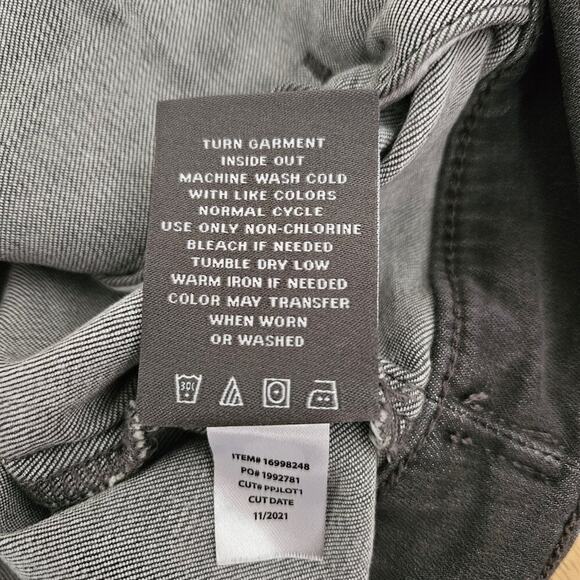 TURN GARMENT
INSIDE OUT
MACHINE WASH COLD
WITH LIKE COLORS
NORMAL CYCLE
USE ONLY NON-CHLORINE
BLEACH IF NEEDED
TUMBLE DRY LOW
WARM IRON IF NEEDED
COLOR MAY TRANSFER
WHEN WORN
OR WASHED
30C
ITEM# 16998248
PO# 1992781
CUT# PPJLOT1
CUT DATE
11/2021